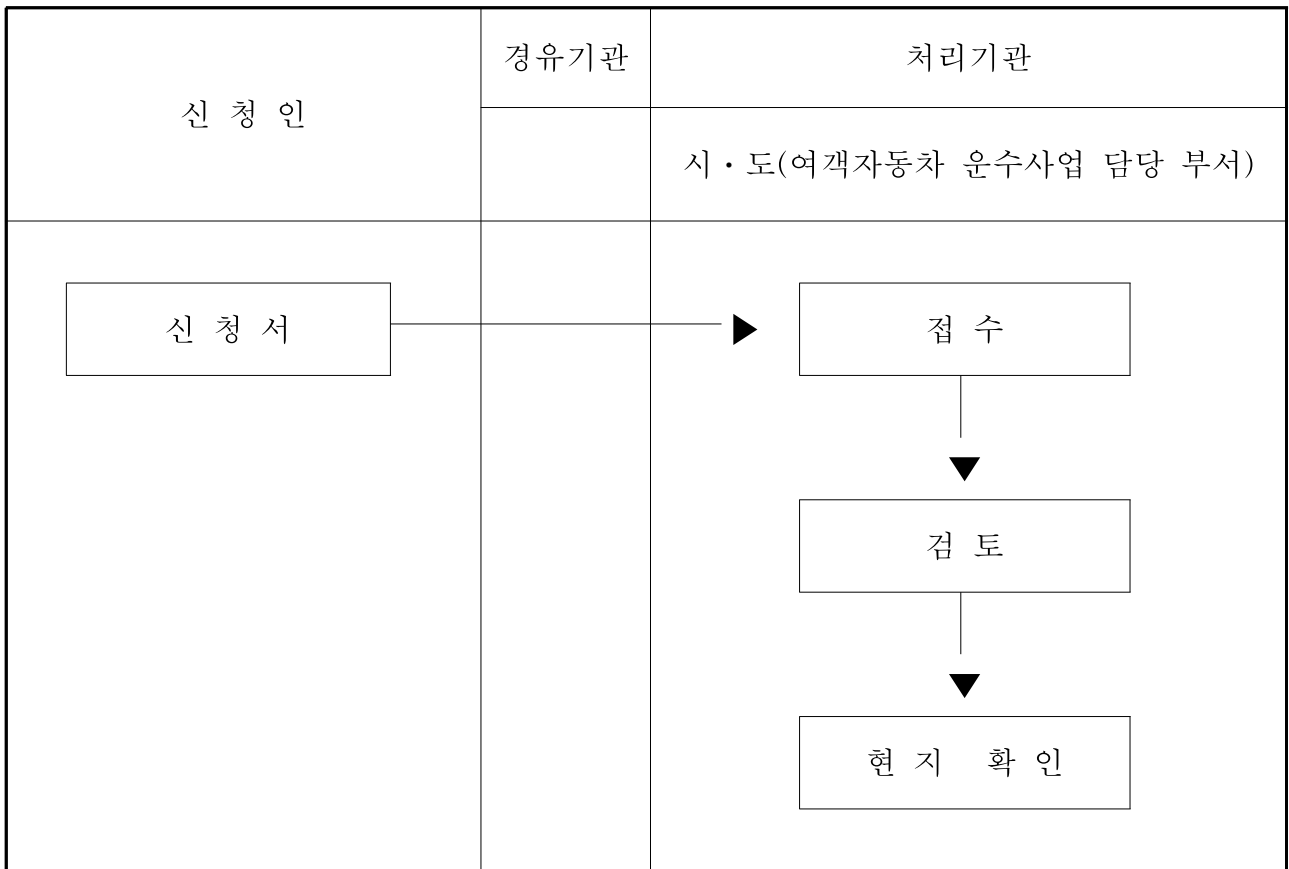 경유기관
처리기관
신 청 인
시・도(여객자동차 운수사업 담당 부서)
신 청 서
접 수
검 토
현 지 확 인